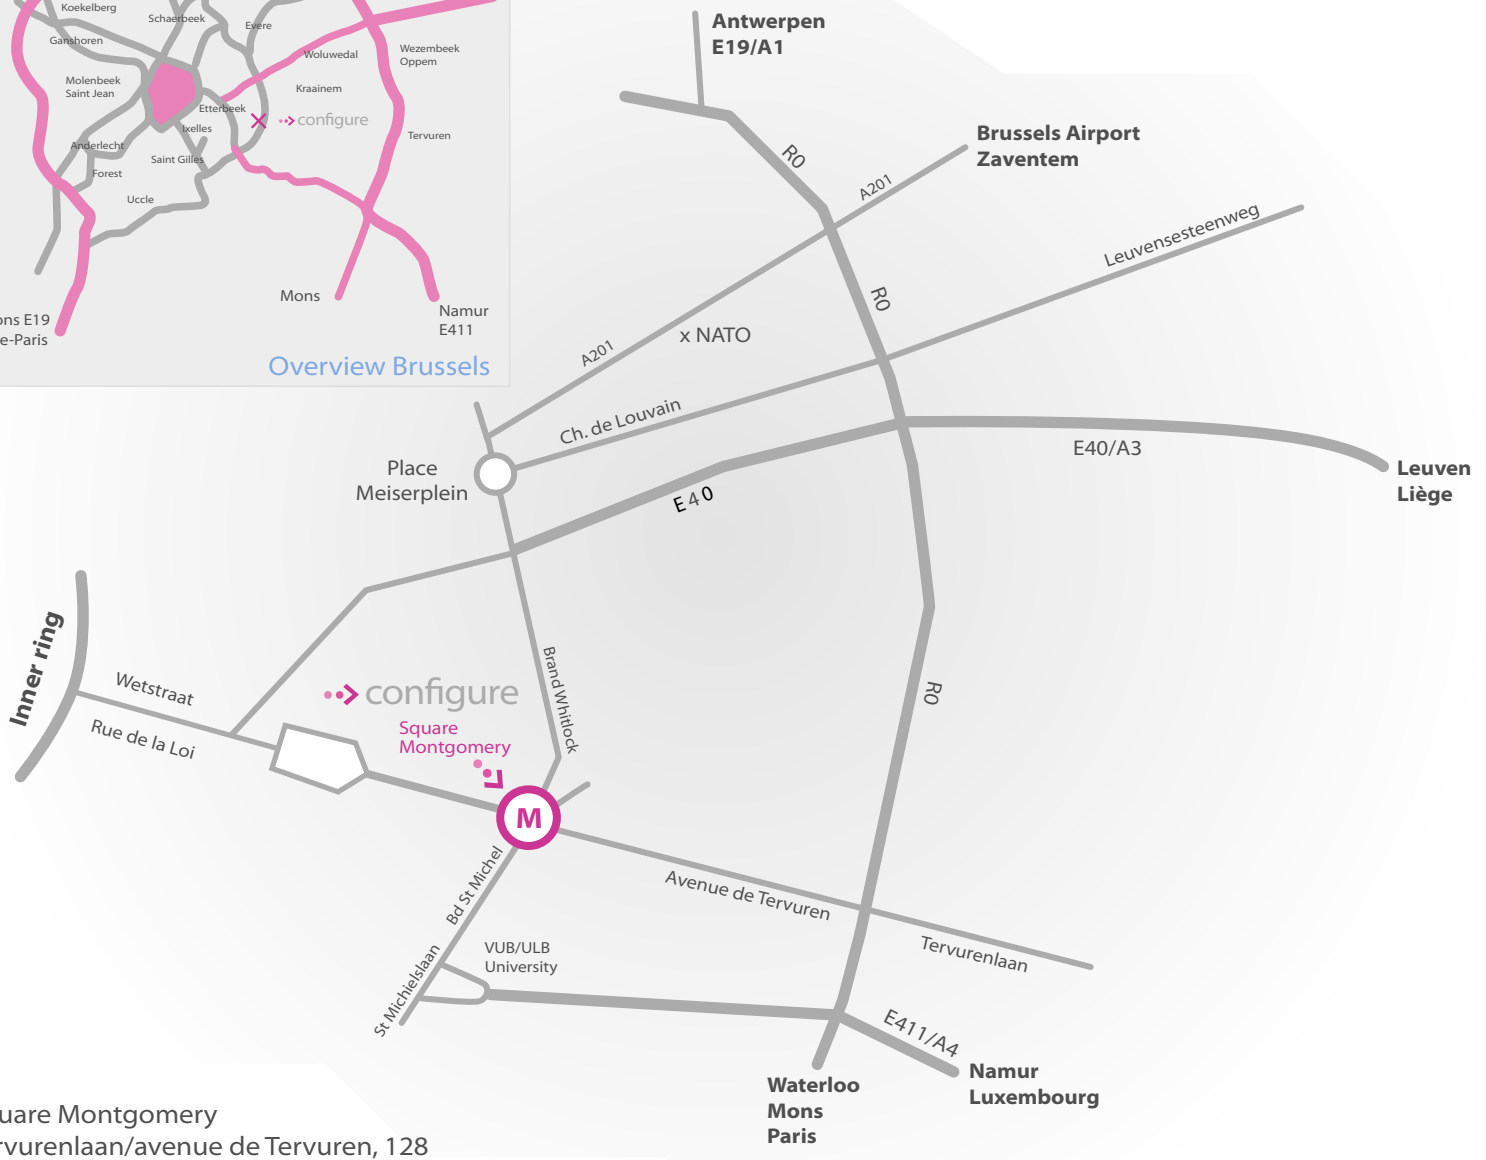 Koekelberg
Schaerbeek
Evere
Ganshoren
Woluwedal
Wezembeek
Oppem
Molenbeek
Saint Jean
Kraainem
Etterbeek
configure
Ixelles
Tervuren
Anderlecht
Saint Gilles
Forest
Uccle
Mons
Namur
E411
ons E19
e-Paris
Overview Brussels
Antwerpen
E19/A1
R0
Brussels Airport
Zaventem
A201
Leuvensesteenweg
R0
x NATO
A201
Ch. de Louvain
E40/A3
Leuven
Liège
Place
Meiserplein
E40
Inner ring
Wetstraat
Rue de la Loi
configure
Square
Montgomery
Brand Whitlock
R0
M
Bd St Michel
Avenue de Tervuren
Tervurenlaan
VUB/ULB
University
St Michielslaan
E411/A4
Namur
Luxembourg
Waterloo
Mons
Paris
uare Montgomery
rvurenlaan/avenue de Tervuren, 128